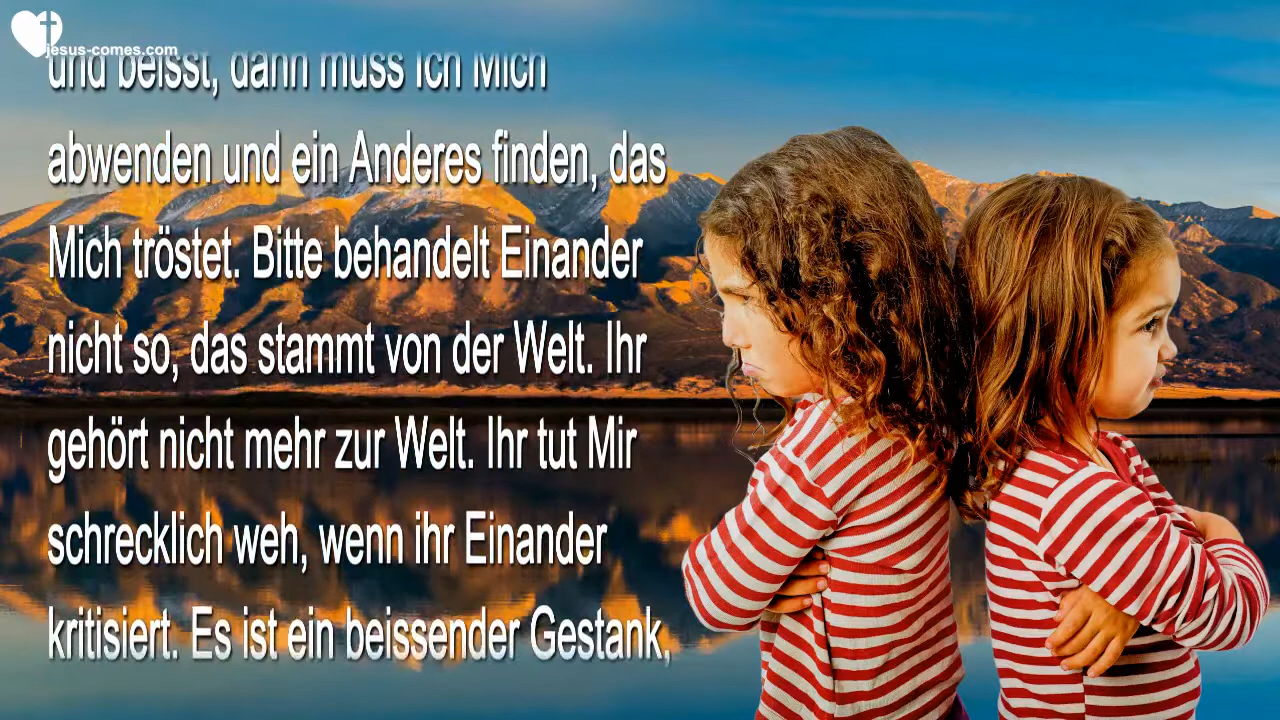 jesus-comes.com
und beisst, dann muss Ich Mich
abwenden und ein Anderes finden, das
Mich tröstet. Bitte behandelt Einander
nicht so, das stammt von der Welt. Ihr
gehört nicht mehr zur Welt. Ihr tut Mir
schrecklich weh, wenn ihr Einander
kritisiert. Es ist ein beissender Gestank,